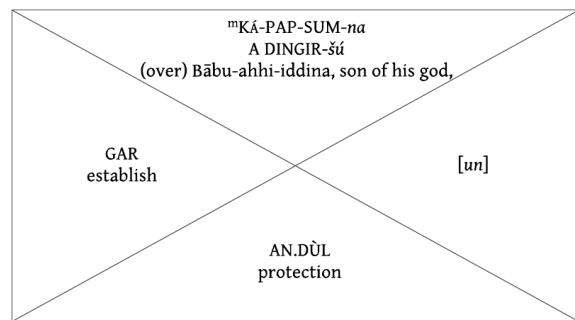 ᵐKÁ-PAP-SUM-na
A DINGIR-šú
(over) Bābu-ahhi-iddina, son of his god,
GAR
establish
[un]
AN.DÙL
protection